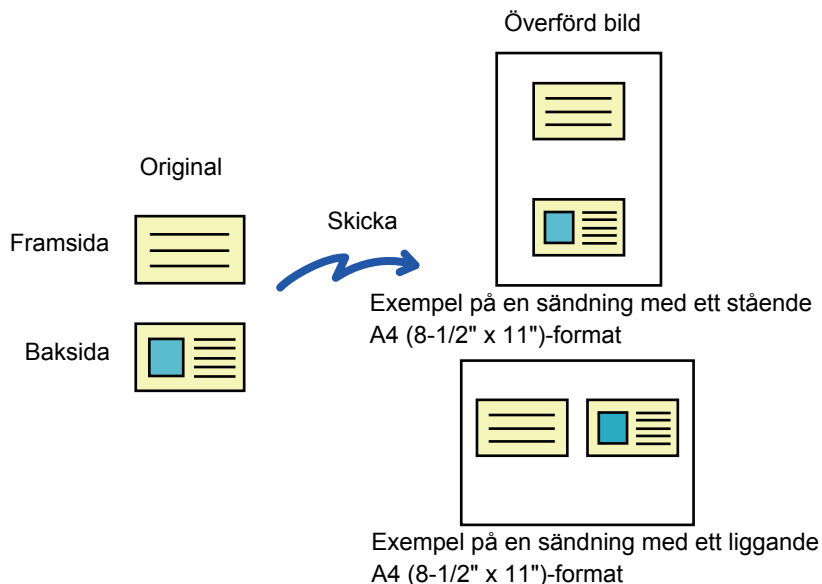 Överförd bild
Original
Framsida
Skicka
Baksida
Exempel på en sändning med ett stående
A4 (8-1/2" x 11")-format
Exempel på en sändning med ett liggande
A4 (8-1/2" x 11")-format